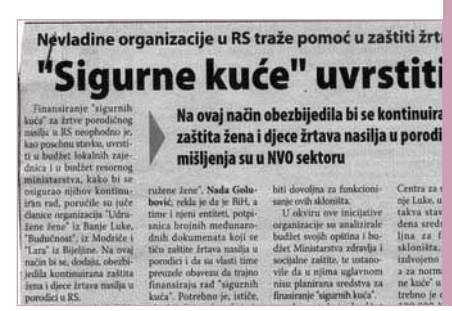 Nevladine organizacije u RS traže pomoć u zaštiti žrt
"Sigurne kuće" uvrstiti
Na ovaj način obezbijedila bi se kontinuira
zaštita žena i djece žrtava nasilja u porodi
mišljenja su u NVO sektoru
Finansiranje "sigurnih
kuća" za žrtve porodičnog
nasilja u RS neophodno je,
kao posebnu stavku, uvrsti-
ti u budžet lokalnih zaje-
dnica i u budžet resornog
ministarstva, kako bi se
osigurao njihov kontinu-
iran rad, poručile su juče
članice organizacija "Udru-
žene žene" iz Banje Luke,
"Budućnost", iz Modriče i
"Lara" iz Bijeljine. Na ovaj
način bi se, dodaju, obezbi-
jedila kontinuirana zaštita
žena i djece žrtava nasilja u
porodici u RS.
ružene žene", Nada Golu-
bović, rekla je da je BiH, a
time i njeni entiteti, potpi-
snica brojnih međunaro-
dnih dokumenata koji se
tiču zaštite žrtava nasilja u
porodici i da su vlasti time
preuzele obavezu da trajno
finansiraju rad "sigurnih
kuća". Potrebno je, ističe,
biti dovoljna za funkcioni-
sanje ovih skloništa.
U okviru ove inicijative
organizacije su analizirale
budžet svojih opština i bu-
džet Ministarstva zdravlja i
socijalne zaštite, te ustano-
vile da u njima uglavnom
nisu planirana sredstva za
finasiranje "sigurnih kuća".
Centra za
nje Luke, u
takva stav
dena sreds
ljna za f
skloništa.
izdvojeno
a za norma
ne kuće"
trebno je